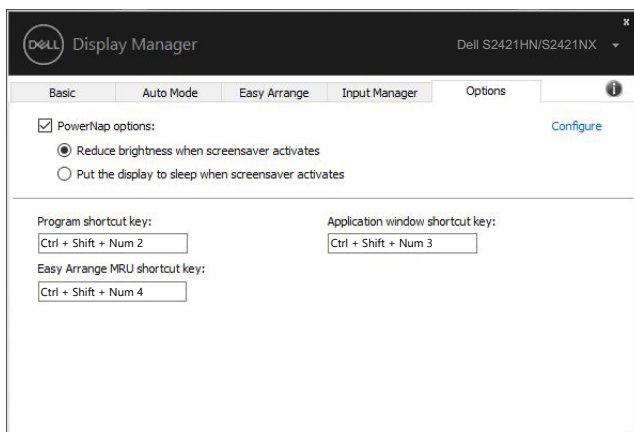 x
DELL Display Manager
Dell S2421HN/S2421NX
Basic
Auto Mode
Easy Arrange
Input Manager
Options
i
PowerNap options:
Configure
Reduce brightness when screensaver activates
Put the display to sleep when screensaver activates
Program shortcut key:
Application window shortcut key:
Ctrl + Shift + Num 2
Ctrl + Shift + Num 3
Easy Arrange MRU shortcut key:
Ctrl + Shift + Num 4